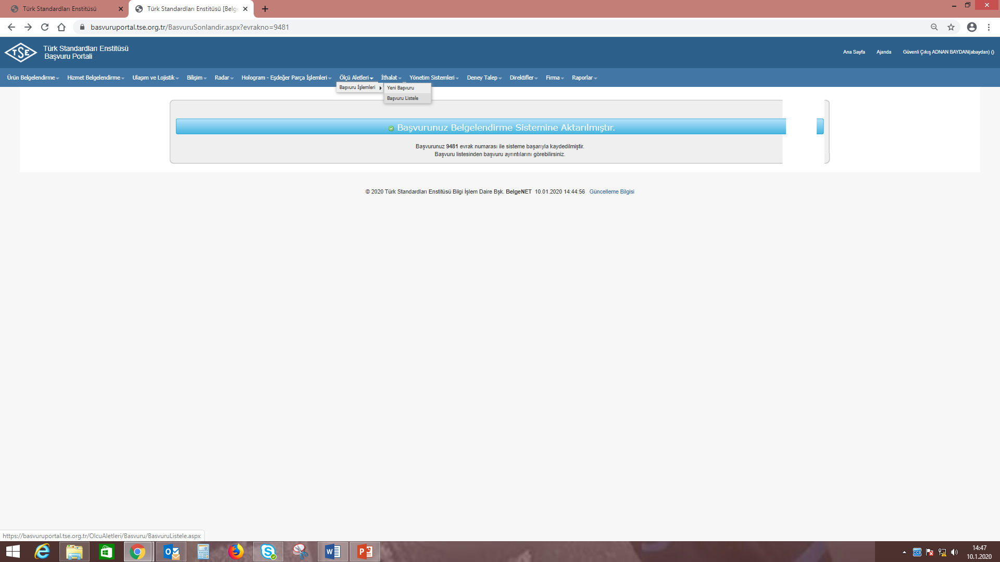 Türk Standardları Enstitüsü
Türk Standardları Enstitüsü [Belg
basvuruportal.tse.org.tr/BasvuruSonlandir.aspx?evrakno=9481
TSE
Türk Standardları Enstitüsü
Başvuru Portali
Ana Sayfa Ajanda Güvenli Çıkış ADNAN BAYDAN(abaydan) ()
Ürün Belgelendirme Hizmet Belgelendirme Ulaşım ve Lojistik Bilişim Radar Hologram - Eşdeğer Parça İşlemleri Ölçü Aletleri İthalat Yönetim Sistemleri Deney Talep Direktifler Firma Raporlar
Başvuru İşlemleri
Yeni Başvuru
Başvuru Listele
Başvurunuz Belgelendirme Sistemine Aktarılmıştır.
Başvurunuz 9481 evrak numarası ile sisteme başarıyla kaydedilmiştir.
Başvuru listesinden başvuru ayrıntılarını görebilirsiniz.
© 2020 Türk Standardları Enstitüsü Bilgi İşlem Daire Bşk. BelgeNET 10.01.2020 14:44:56 Güncelleme Bilgisi
https://basvuruportal.tse.org.tr/OlcuAletleri/Basvuru/BasvuruListele.aspx
14:47
10.1.2020